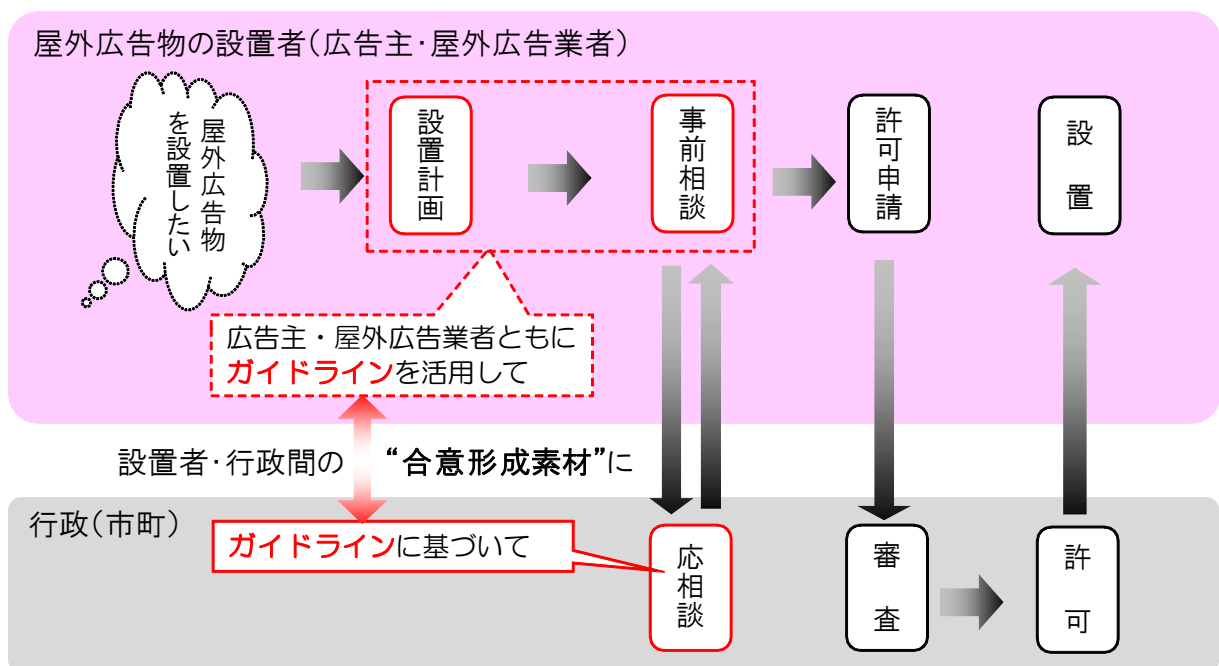 屋外広告物の設置者(広告主･屋外広告業者)
屋外広告物
を設置したい
設置計画
事前相談
許可申請
設置
広告主・屋外広告業者ともに
ガイドラインを活用して
設置者･行政間の “合意形成素材”に
行政(市町)
ガイドラインに基づいて
応相談
審査
許可